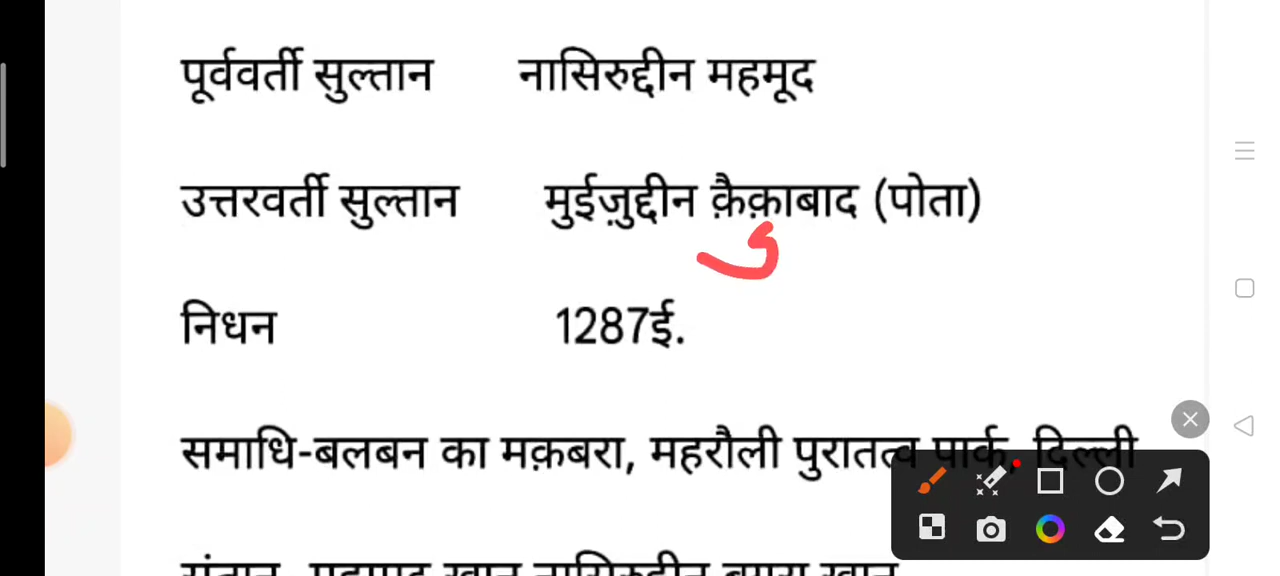 पूर्ववर्ती सुल्तान नासिरुद्दीन महमूद
उत्तरवर्ती सुल्तान मुईज़ुद्दीन क़ैक़ाबाद (पोता)
निधन 1287ई.
समाधि-बलबन का मक़बरा, महरौली पुरातत्व पार्क, दिल्ली